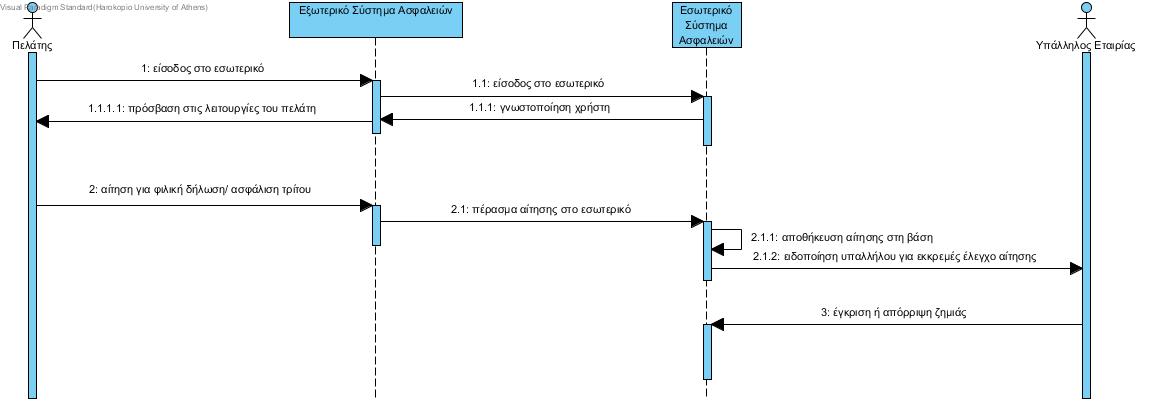 Visual Paradigm Standard(Harokopio University of Athens)
Πελάτης
Εξωτερικό Σύστημα Ασφαλειών
Εσωτερικό
Σύστημα
Ασφαλειών
Υπάλληλος Εταιρίας
1: είσοδος στο εσωτερικό
1.1: είσοδος στο εσωτερικό
1.1.1: γνωστοποίηση χρήστη
1.1.1.1: πρόσβαση στις λειτουργίες του πελάτη
2: αίτηση για φιλική δήλωση/ ασφάλιση τρίτου
2.1: πέρασμα αίτησης στο εσωτερικό
2.1.1: αποθήκευση αίτησης στη βάση
2.1.2: ειδοποίηση υπαλλήλου για εκκρεμές έλεγχο αίτησης
3: έγκριση ή απόρριψη ζημιάς